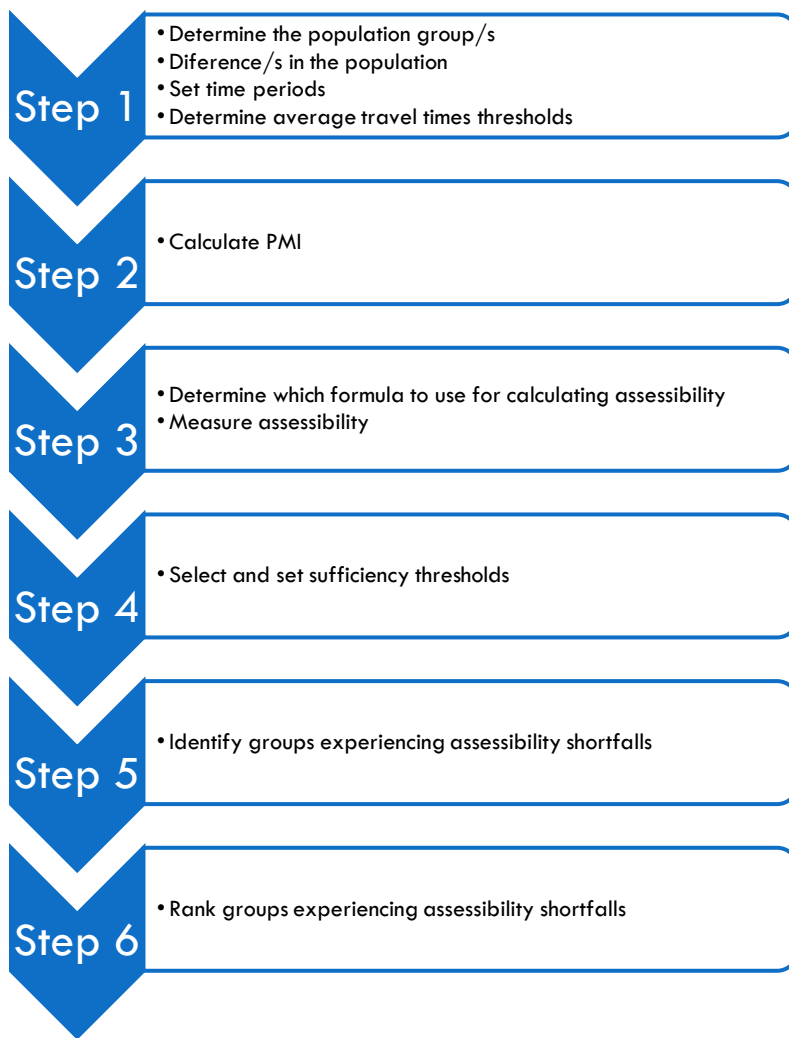 Step 1
• Determine the population group/s
• Diference/s in the population
• Set time periods
• Determine average travel times thresholds
Step 2
• Calculate PMI
Step 3
• Determine which formula to use for calculating assessibility
• Measure assessibility
Step 4
• Select and set sufficiency thresholds
Step 5
• Identify groups experiencing assessibility shortfalls
Step 6
• Rank groups experiencing assessibility shortfalls